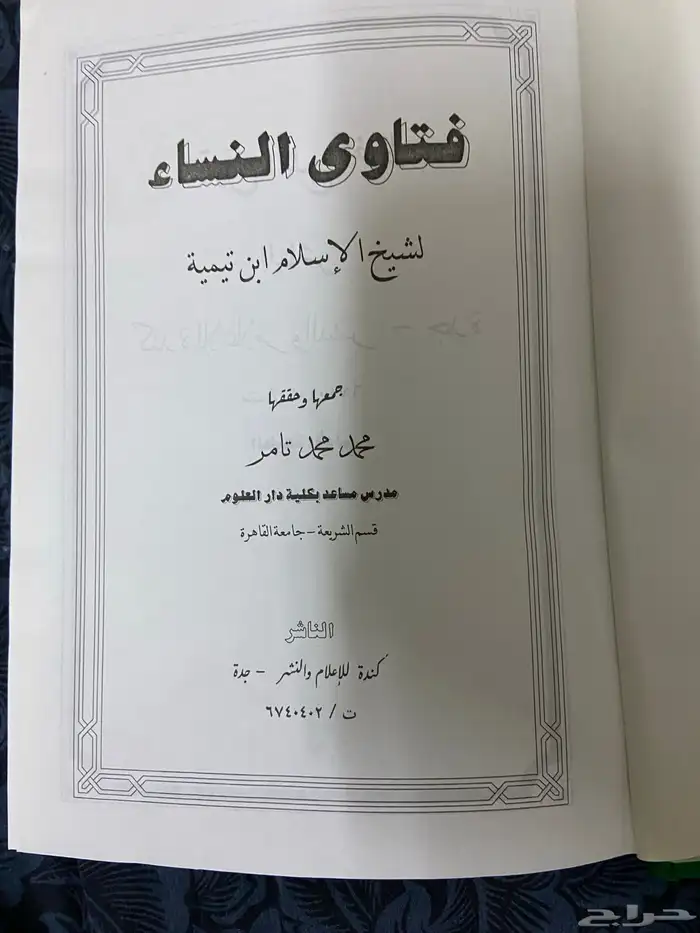 فتاوى النساء
لشيخ الإسلام ابن تيمية
جمعها وحققها
محمد محمد تامر
مدرس مساعد بكلية دار العلوم
قسم الشريعة - جامعة القاهرة
الناشر
كندة للإعلام والنشر - جدة
ت / ٦٧٤٠٤٠٢
حراج